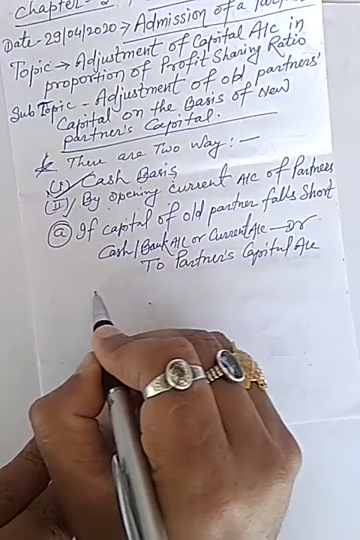 Chapter - 2
Date - 29/04/2020 → Admission of a
Topic → Adjustment of Capital A/c in
proportion of Profit Sharing Ratio
Sub Topic - Adjustment of old partners'
Capital on the Basis of New
Partner's Capital.
There are Two Way : —
(I) Cash Basis
(II) By opening current A/c of Partners
(a) If capital of old partner falls Short
Cash/Bank A/c or Current A/c — Dr
To Partner's Capital A/c